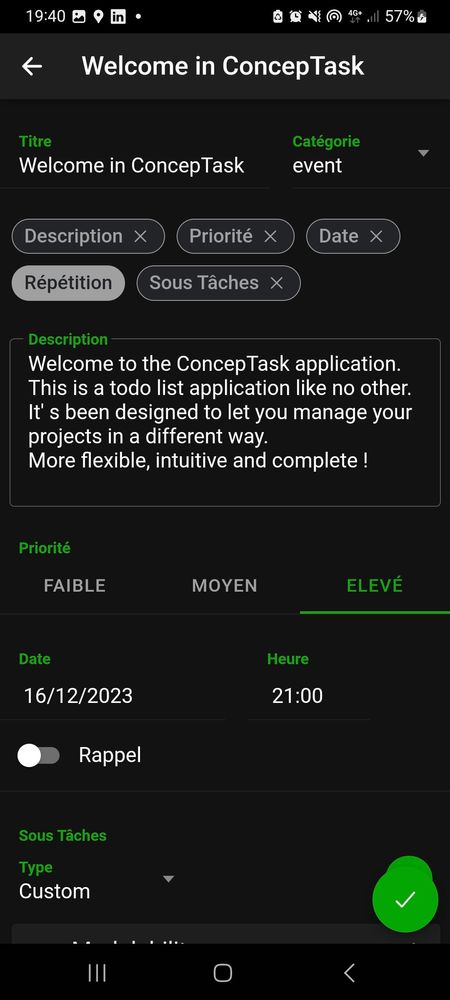 19:40 4G+ 57%
Welcome in ConcepTask
Titre Catégorie
Welcome in ConcepTask event
Description Priorité Date
Répétition Sous Tâches
Description
Welcome to the ConcepTask application.
This is a todo list application like no other.
It' s been designed to let you manage your
projects in a different way.
More flexible, intuitive and complete !
Priorité
FAIBLE MOYEN ELEVÉ
Date Heure
16/12/2023 21:00
Rappel
Sous Tâches
Type
Custom